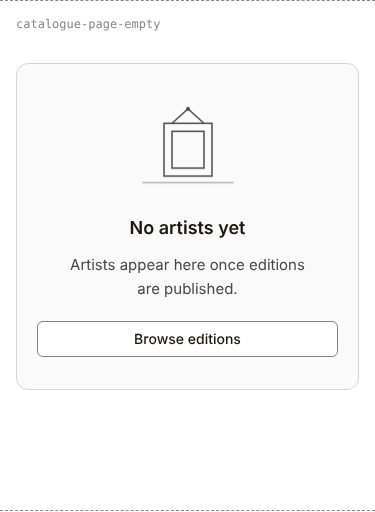 catalogue-page-empty
No artists yet
Artists appear here once editions
are published.
Browse editions